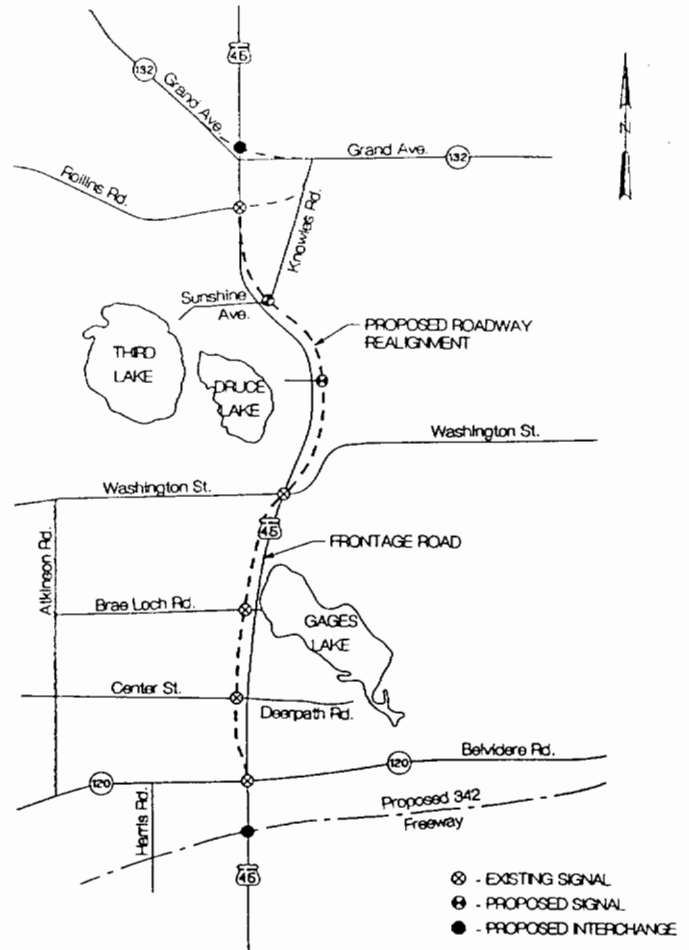 45
132
Grand Ave.
Grand Ave.
132
N
Rollins Rd.
Knowles Rd.
Sunshine
Ave.
PROPOSED ROADWAY
REALIGNMENT
THIRD
LAKE
DRUCE
LAKE
Washington St.
Washington St.
45
FRONTAGE ROAD
Atkinson Rd.
Brae Loch Rd.
GAGES
LAKE
Center St.
Deerpath Rd.
Belvidere Rd.
120
120
Harris Rd.
Proposed 342
Freeway
45
- EXISTING SIGNAL
- PROPOSED SIGNAL
- PROPOSED INTERCHANGE